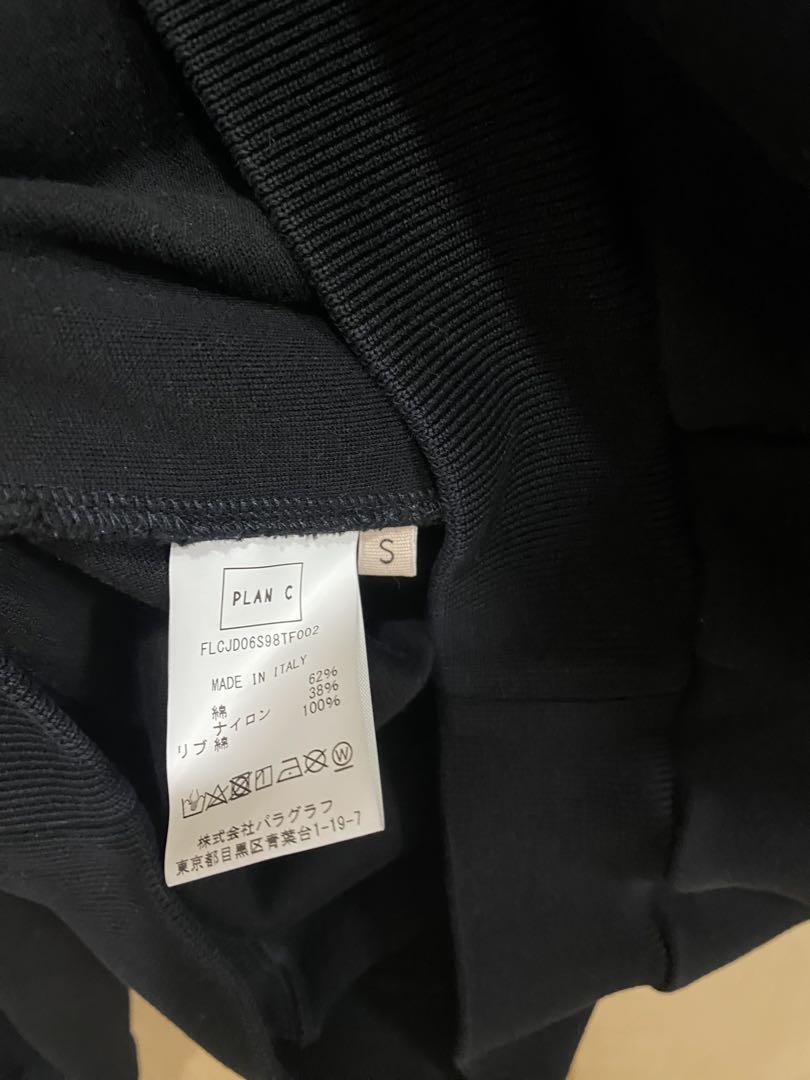 S
PLAN C
FLCJD06S98TF002
MADE IN ITALY
綿 62%
ナイロン 38%
リブ 綿 100%
W
株式会社パラグラフ
東京都目黒区青葉台1-19-7